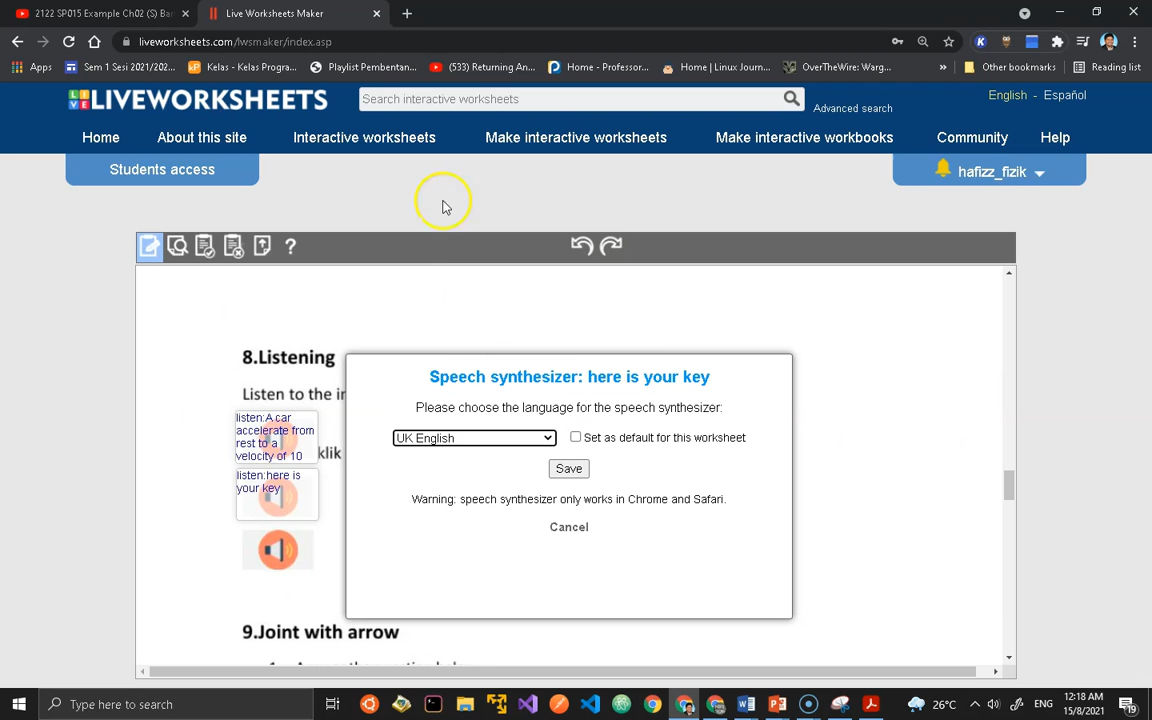 2122 SP015 Example Ch02 (S) Bar
Live Worksheets Maker
liveworksheets.com/lwsmaker/index.asp
Apps
Sem 1 Sesi 2021/202...
Kelas - Kelas Progra...
Playlist Pembentan...
(533) Returning An...
Home - Professor...
Home | Linux Journ...
OverTheWire: Warg...
»
Other bookmarks
Reading list
LIVEWORKSHEETS
Search interactive worksheets
Advanced search
English - Español
Home
About this site
Interactive worksheets
Make interactive worksheets
Make interactive workbooks
Community
Help
Students access
hafizz_fizik
?
8.Listening
Listen to the in
listen:A car
accelerate from
rest to a
velocity of 10
klik
listen:here is
your key
Speech synthesizer: here is your key
Please choose the language for the speech synthesizer:
UK English
Set as default for this worksheet
Save
Warning: speech synthesizer only works in Chrome and Safari.
Cancel
9.Joint with arrow
Type here to search
26°C
ENG
12:18 AM
15/8/2021
19